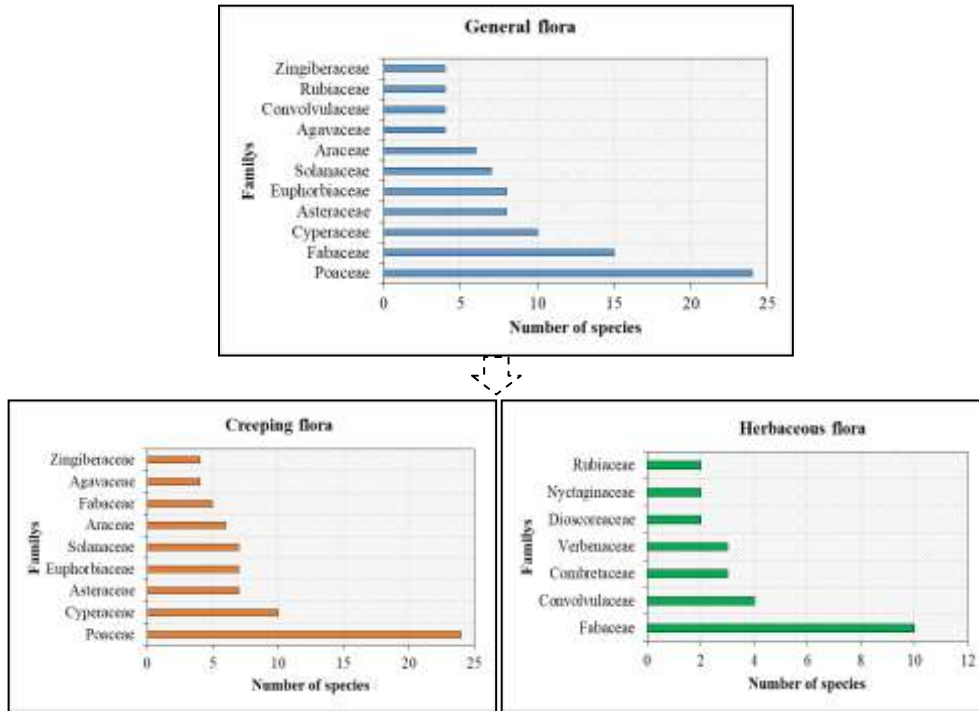 General flora
Familys
Zingiberaceae
Rubiaceae
Convolvulaceae
Agavaceae
Araceae
Solanaceae
Euphorbiaceae
Asteraceae
Cyperaceae
Fabaceae
Poaceae
0 5 10 15 20 25
Number of species
Creeping flora
Familys
Zingiberaceae
Agavaceae
Fabaceae
Araceae
Solanaceae
Euphorbiaceae
Asteraceae
Cyperaceae
Poaceae
0 5 10 15 20 25
Number of species
Herbaceous flora
Familys
Rubiaceae
Nyctaginaceae
Dioscoreaceae
Verbenaceae
Combretaceae
Convolvulaceae
Fabaceae
0 2 4 6 8 10 12
Number of species